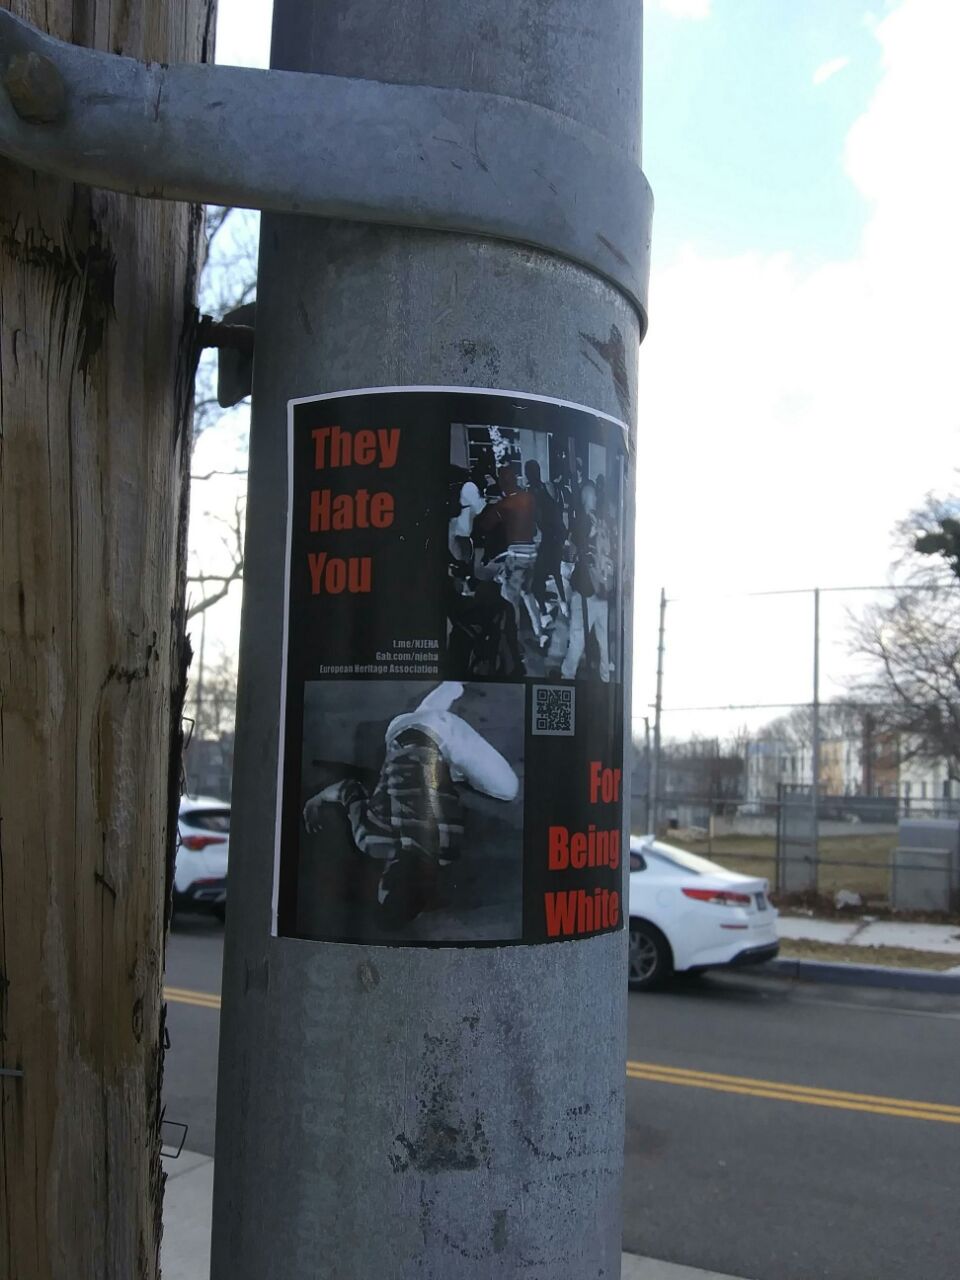 They
Hate
You
t.me/NJEHA
Gab.com/njeha
European Heritage Association
For
Being
White